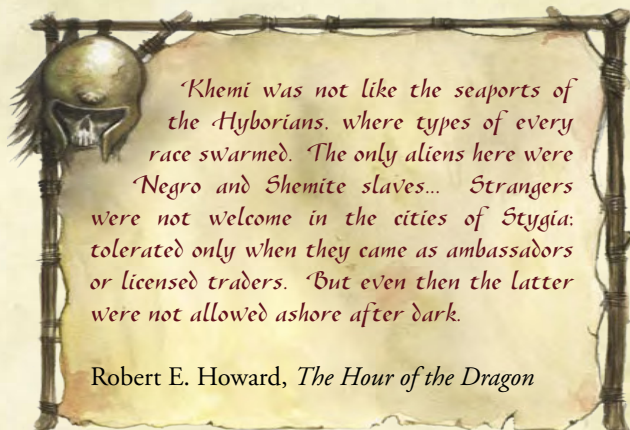 Khemi was not like the seaports of
the Hyborians, where types of every
race swarmed. The only aliens here were
Negro and Shemite slaves... Strangers
were not welcome in the cities of Stygia;
tolerated only when they came as ambassadors
or licensed traders. But even then the latter
were not allowed ashore after dark.
Robert E. Howard, The Hour of the Dragon